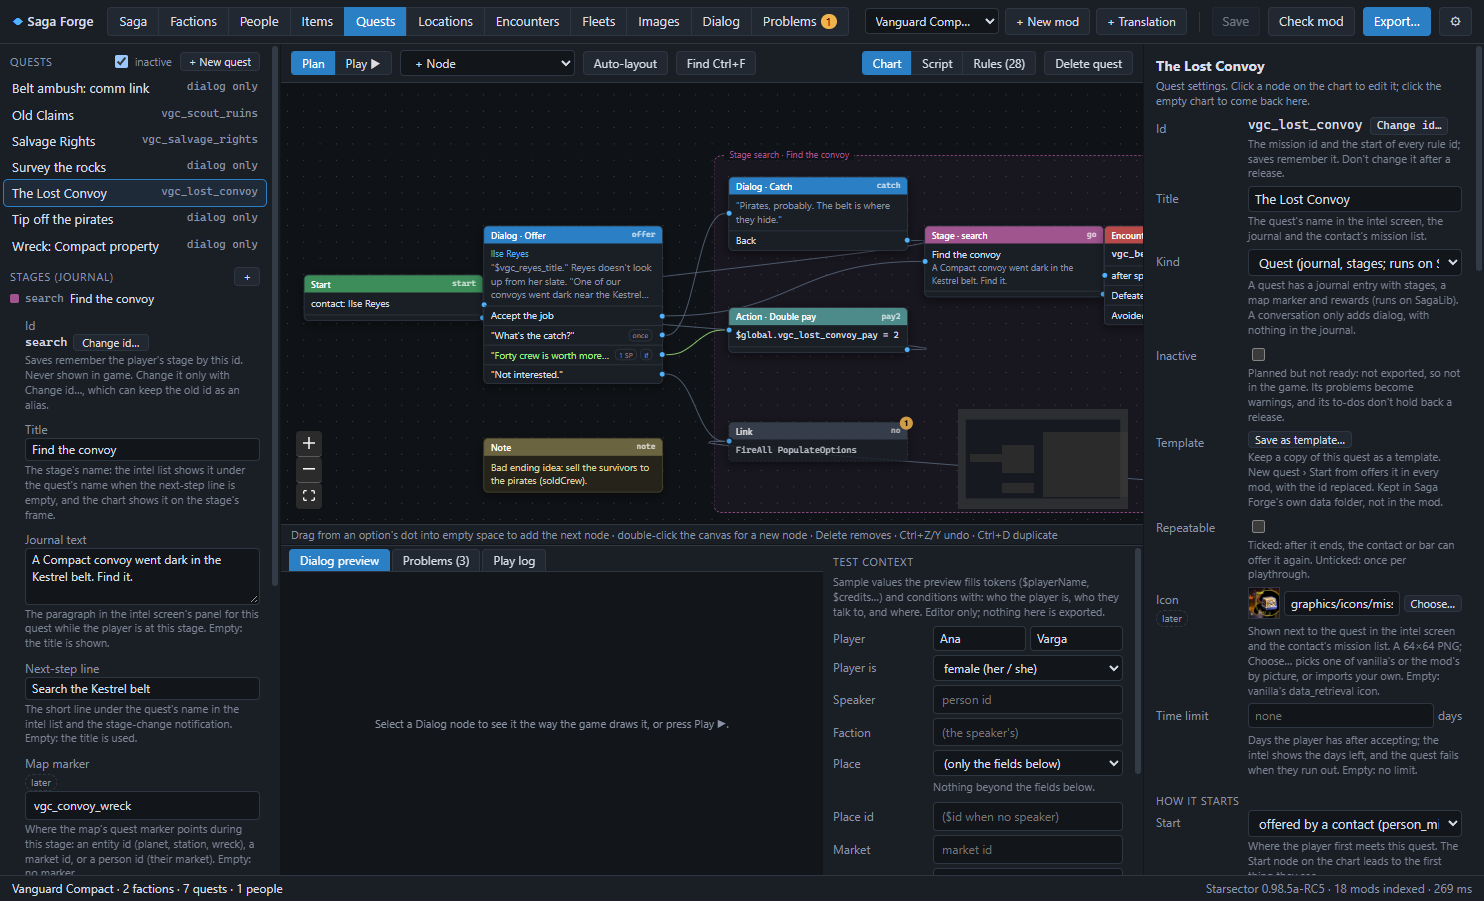 Saga Forge
Saga
Factions
People
Items
Quests
Locations
Encounters
Fleets
Images
Dialog
Problems 1
Vanguard Comp...
+ New mod
+ Translation
Save
Check mod
Export...
QUESTS
inactive
+ New quest
Belt ambush: comm link dialog only
Old Claims vgc_scout_ruins
Salvage Rights vgc_salvage_rights
Survey the rocks dialog only
The Lost Convoy vgc_lost_convoy
Tip off the pirates dialog only
Wreck: Compact property dialog only
STAGES (JOURNAL)
+
search Find the convoy
Id
search Change id...
Saves remember the player's stage by this id.
Never shown in game. Change it only with
Change id..., which can keep the old id as an
alias.
Title
Find the convoy
The stage's name: the intel list shows it under
the quest's name when the next-step line is
empty, and the chart shows it on the stage's
frame.
Journal text
A Compact convoy went dark in the
Kestrel belt. Find it.
The paragraph in the intel screen's panel for this
quest while the player is at this stage. Empty:
the title is shown.
Next-step line
Search the Kestrel belt
The short line under the quest's name in the
intel list and the stage-change notification.
Empty: the title is used.
Map marker
later
vgc_convoy_wreck
Where the map's quest marker points during
this stage: an entity id (planet, station, wreck), a
market id, or a person id (their market). Empty:
no marker.
Plan
Play ▶
+ Node
Auto-layout
Find Ctrl+F
Chart
Script
Rules (28)
Delete quest
Stage search · Find the convoy
Start start
contact: Ilse Reyes
Dialog · Offer offer
Ilse Reyes
"$vgc_reyes_title." Reyes doesn't look
up from her slate. "One of our
convoys went dark near the Kestrel...
Accept the job
"What's the catch?" once
"Forty crew is worth more... 1 SP if
"Not interested."
Note note
Bad ending idea: sell the survivors to
the pirates (soldCrew).
Dialog · Catch catch
"Pirates, probably. The belt is where
they hide."
Back
Action · Double pay pay2
$global.vgc_lost_convoy_pay = 2
Link no
1
FireAll PopulateOptions
Stage · search go
Find the convoy
A Compact convoy went dark in the
Kestrel belt. Find it.
Encount
vgc_be
after sp
Defeate
Avoided
+
−
Drag from an option's dot into empty space to add the next node · double-click the canvas for a new node · Delete removes · Ctrl+Z/Y undo · Ctrl+D duplicate
Dialog preview
Problems (3)
Play log
Select a Dialog node to see it the way the game draws it, or press Play ▶.
TEST CONTEXT
Sample values the preview fills tokens ($playerName,
$credits...) and conditions with: who the player is, who they
talk to, and where. Editor only; nothing here is exported.
Player Ana Varga
Player is female (her / she)
Speaker person id
Faction (the speaker's)
Place (only the fields below)
Nothing beyond the fields below.
Place id ($id when no speaker)
Market market id
The Lost Convoy
Quest settings. Click a node on the chart to edit it; click the
empty chart to come back here.
Id vgc_lost_convoy Change id...
The mission id and the start of every rule id;
saves remember it. Don't change it after a
release.
Title The Lost Convoy
The quest's name in the intel screen, the
journal and the contact's mission list.
Kind Quest (journal, stages; runs on S
A quest has a journal entry with stages, a
map marker and rewards (runs on SagaLib).
A conversation only adds dialog, with
nothing in the journal.
Inactive
Planned but not ready: not exported, so not
in the game. Its problems become
warnings, and its to-dos don't hold back a
release.
Template Save as template...
Keep a copy of this quest as a template.
New quest › Start from offers it in every
mod, with the id replaced. Kept in Saga
Forge's own data folder, not in the mod.
Repeatable
Ticked: after it ends, the contact or bar can
offer it again. Unticked: once per
playthrough.
Icon graphics/icons/miss Choose...
later
Shown next to the quest in the intel screen
and the contact's mission list. A 64×64 PNG;
Choose... picks one of vanilla's or the mod's
by picture, or imports your own. Empty:
vanilla's data_retrieval icon.
Time limit none days
Days the player has after accepting; the
intel shows the days left, and the quest fails
when they run out. Empty: no limit.
HOW IT STARTS
Start offered by a contact (person_mi
Where the player first meets this quest. The
Start node on the chart leads to the first
thing they see.
Vanguard Compact · 2 factions · 7 quests · 1 people
Starsector 0.98.5a-RC5 · 18 mods indexed · 269 ms